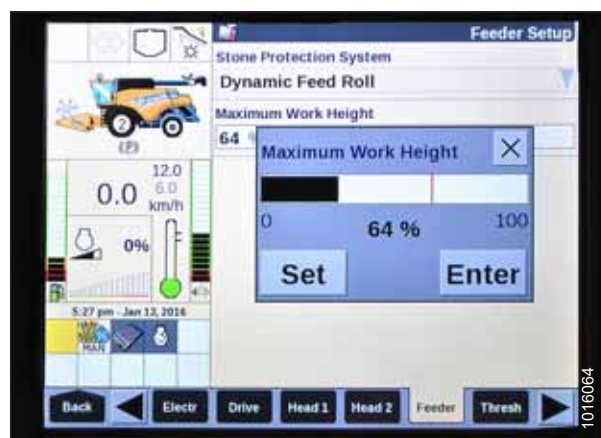 Feeder Setup
Stone Protection System
Dynamic Feed Roll
Maximum Work Height
64 %
Maximum Work Height
0
64 %
100
Set
Enter
2
(P)
0.0
12.0
6.0
km/h
0%
5:27 pm - Jan 13, 2016
MAN
Back
Electr
Drive
Head 1
Head 2
Feeder
Thresh
1016064